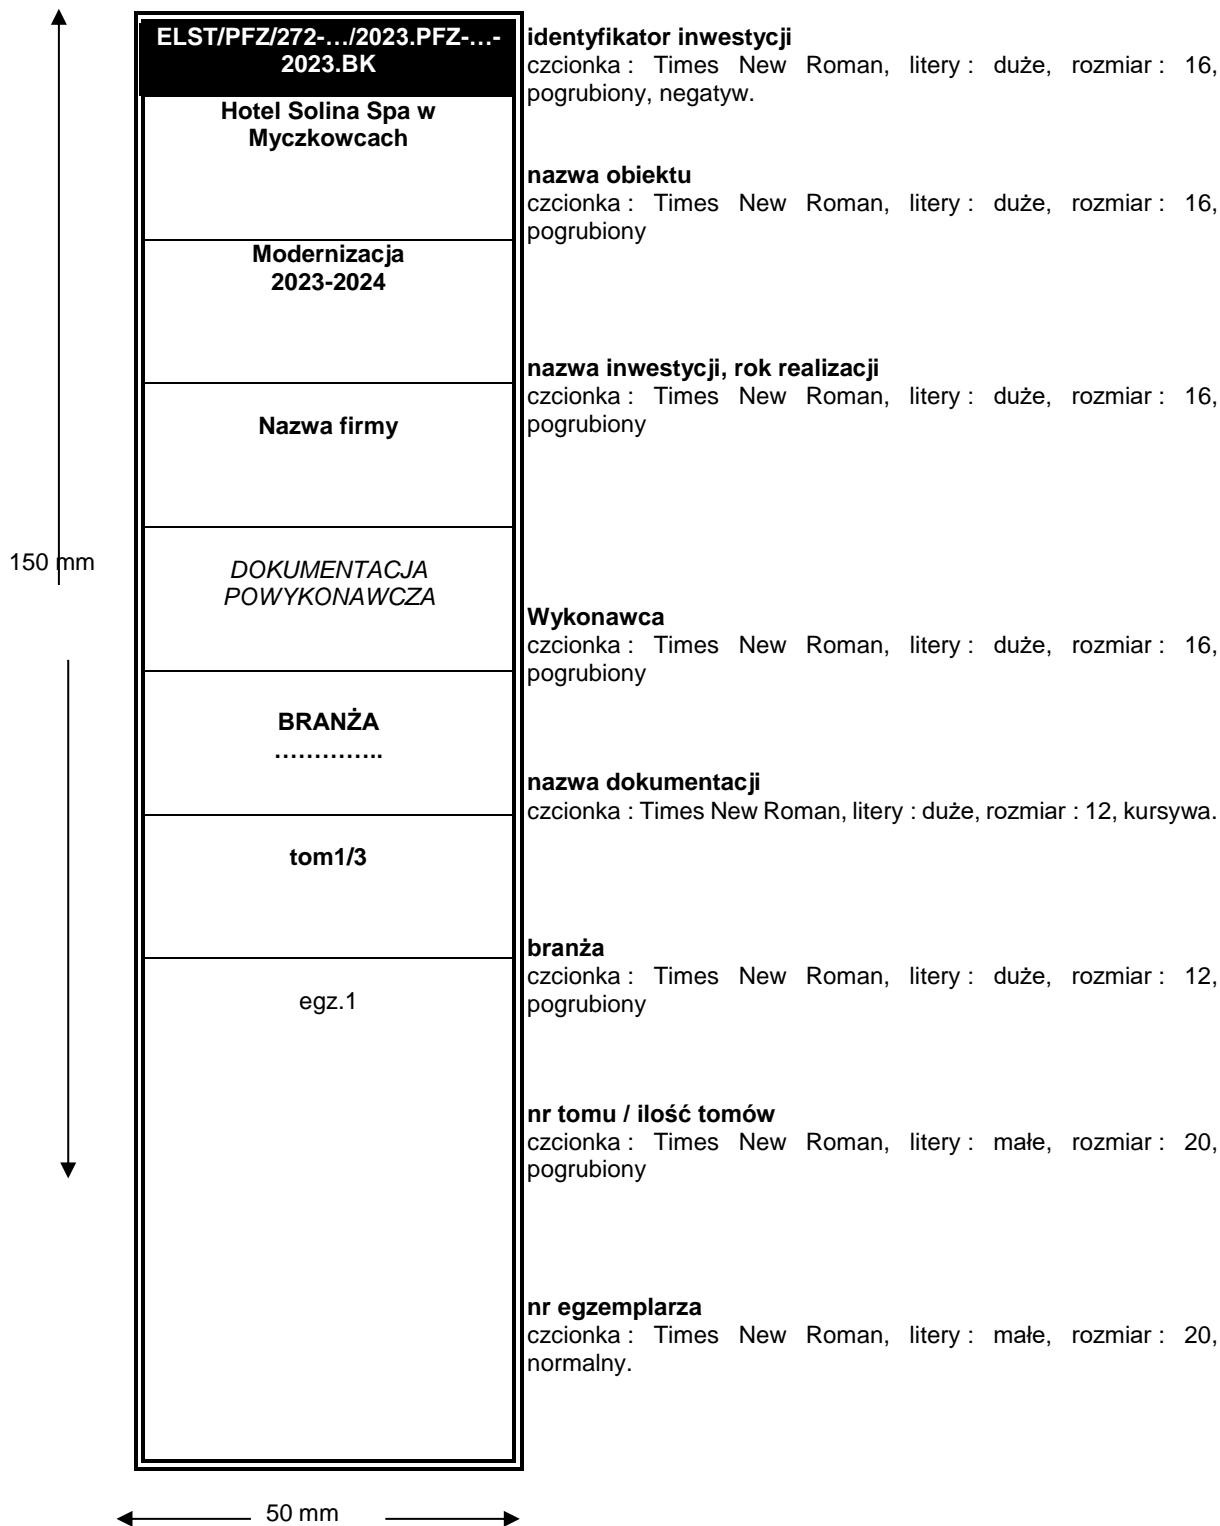 ELST/PFZ/272-…/2023.PFZ-…-
2023.BK
Hotel Solina Spa w
Myczkowcach
Modernizacja
2023-2024
Nazwa firmy
DOKUMENTACJA
POWYKONAWCZA
BRANŻA
…………..
tom1/3
egz.1
150 mm
50 mm
identyfikator inwestycji
czcionka : Times New Roman, litery : duże, rozmiar : 16,
pogrubiony, negatyw.
nazwa obiektu
czcionka : Times New Roman, litery : duże, rozmiar : 16,
pogrubiony
nazwa inwestycji, rok realizacji
czcionka : Times New Roman, litery : duże, rozmiar : 16,
pogrubiony
Wykonawca
czcionka : Times New Roman, litery : duże, rozmiar : 16,
pogrubiony
nazwa dokumentacji
czcionka : Times New Roman, litery : duże, rozmiar : 12, kursywa.
branża
czcionka : Times New Roman, litery : duże, rozmiar : 12,
pogrubiony
nr tomu / ilość tomów
czcionka : Times New Roman, litery : małe, rozmiar : 20,
pogrubiony
nr egzemplarza
czcionka : Times New Roman, litery : małe, rozmiar : 20,
normalny.